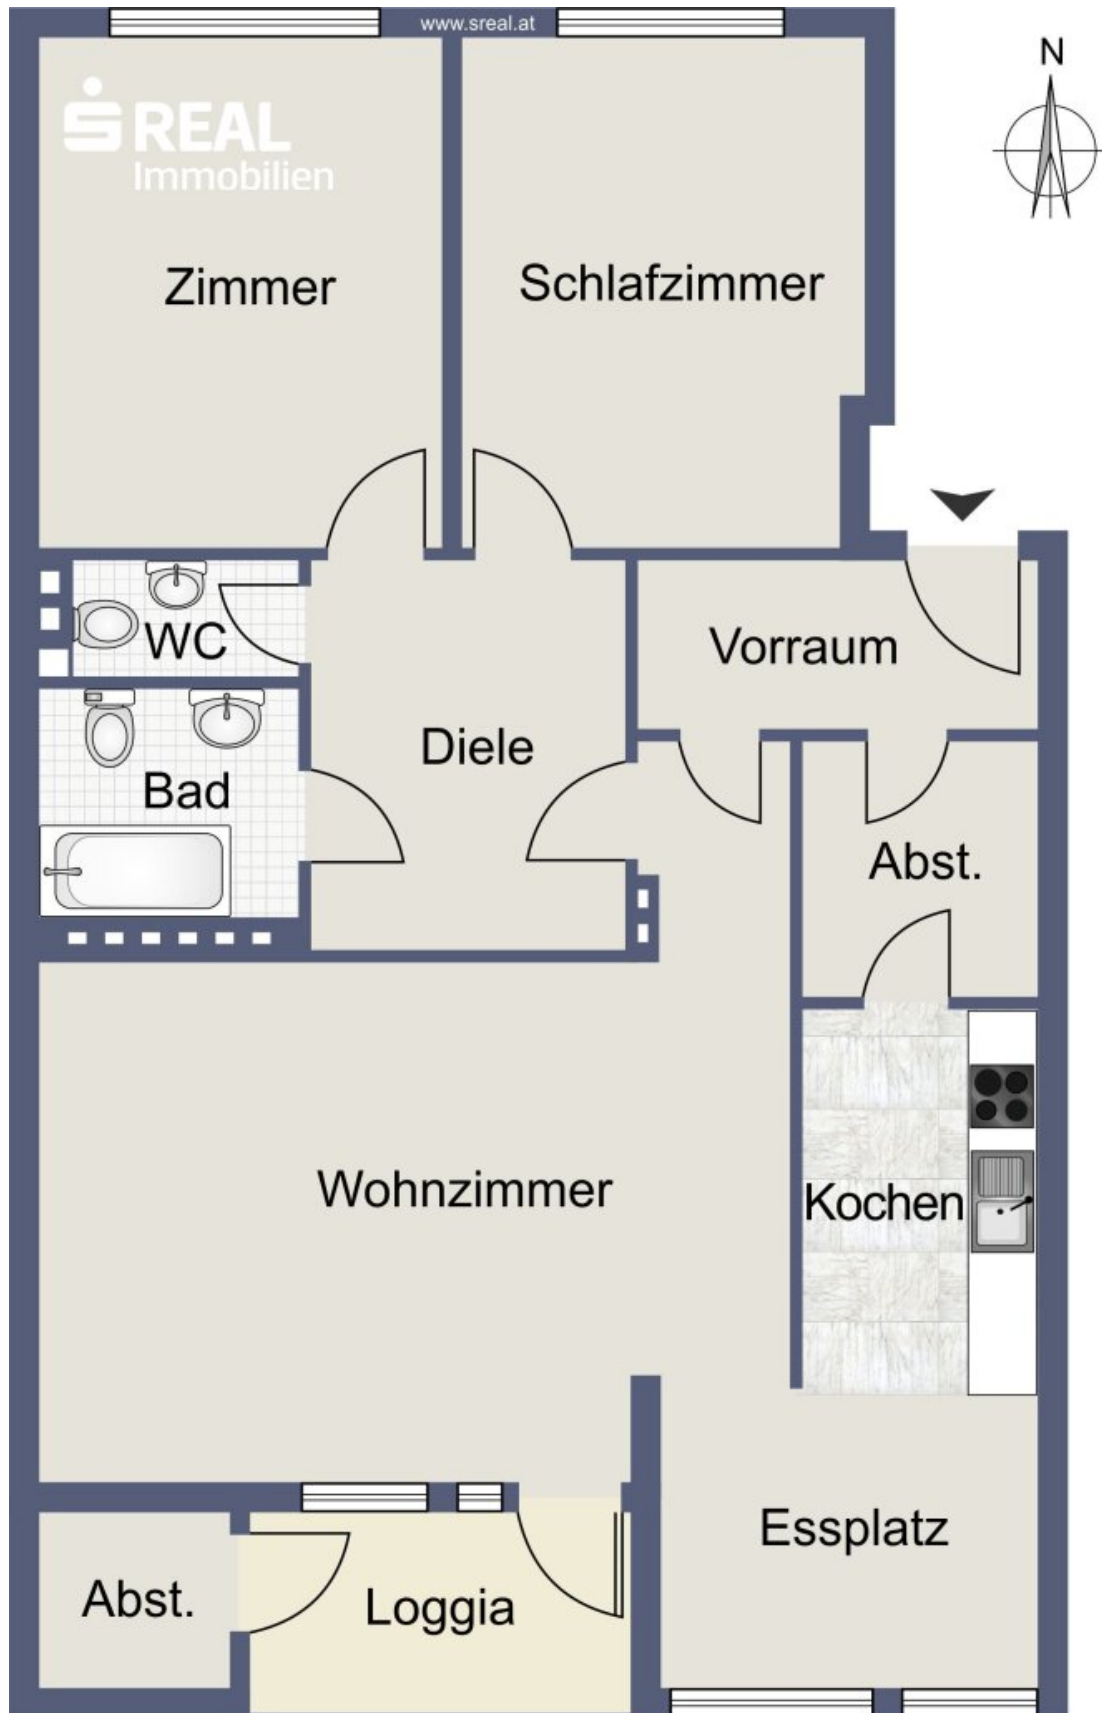 www.sreal.at
N
S REAL
Immobilien
Zimmer
Schlafzimmer
WC
Vorraum
Diele
Bad
Abst.
Wohnzimmer
Kochen
Essplatz
Abst.
Loggia